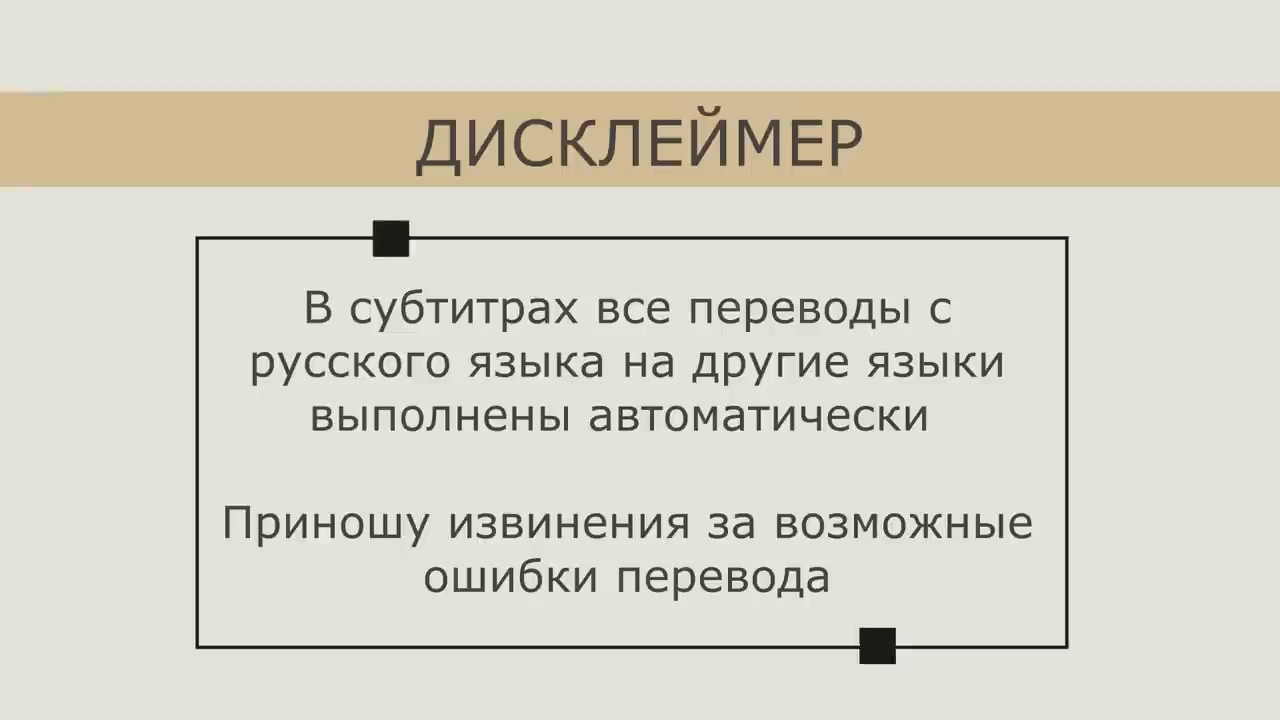 ДИСКЛЕЙМЕР
В субтитрах все переводы с
русского языка на другие языки
выполнены автоматически
Приношу извинения за возможные
ошибки перевода